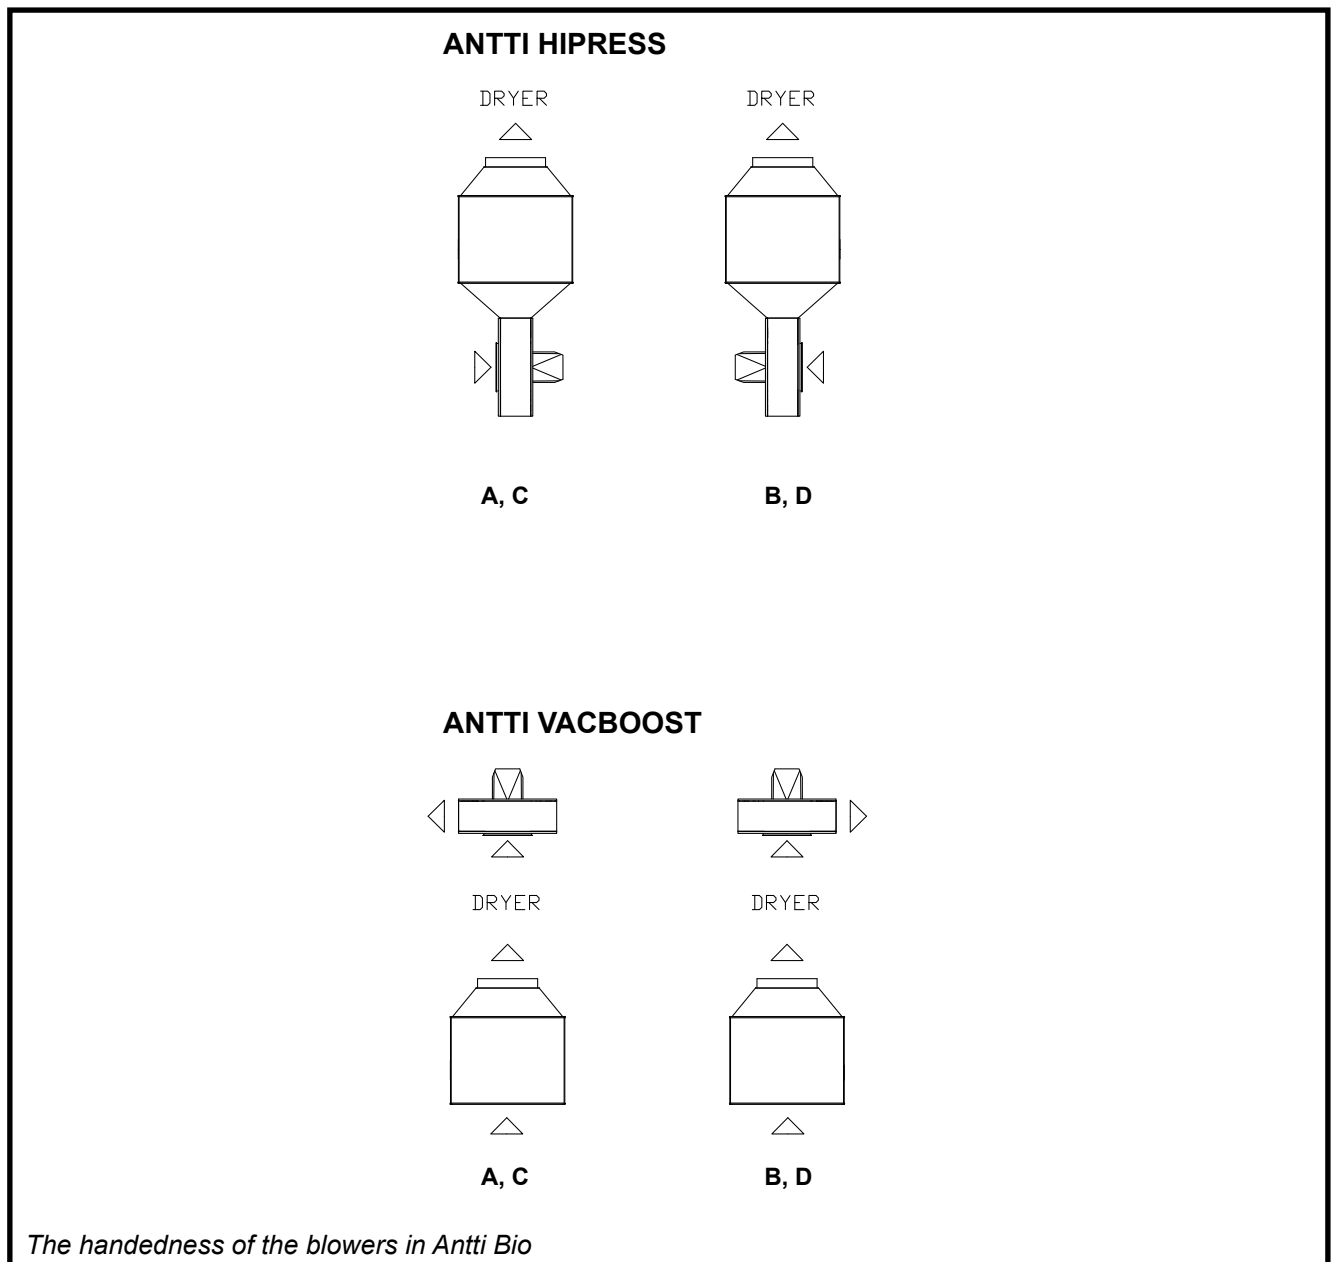 ANTTI HIPRESS
DRYER DRYER
A, C B, D
ANTTI VACBOOST
DRYER DRYER
A, C B, D
The handedness of the blowers in Antti Bio